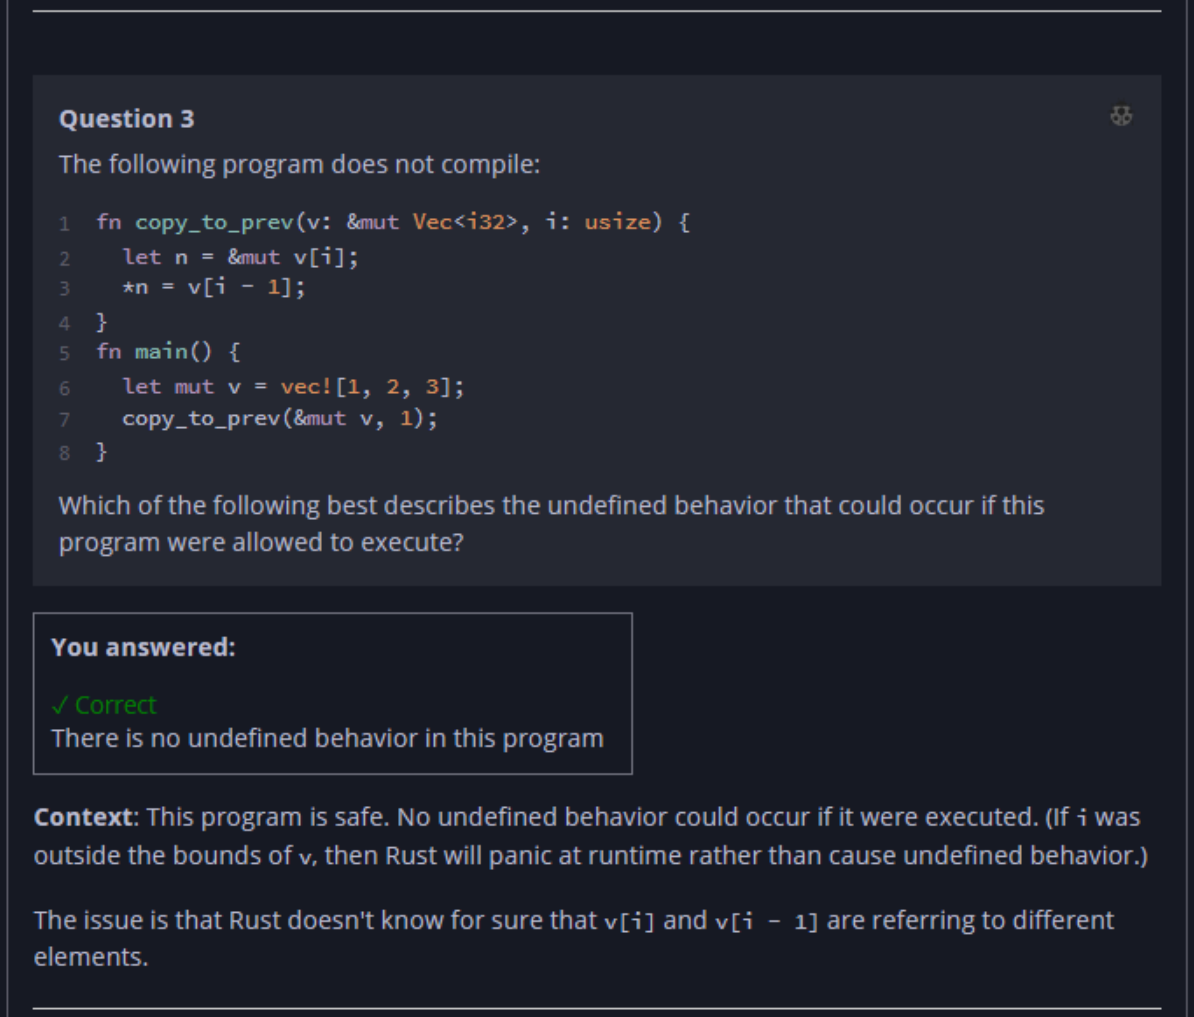 Question 3
The following program does not compile:
1 fn copy_to_prev(v: &mut Vec<i32>, i: usize) {
2   let n = &mut v[i];
3   *n = v[i - 1];
4 }
5 fn main() {
6   let mut v = vec![1, 2, 3];
7   copy_to_prev(&mut v, 1);
8 }
Which of the following best describes the undefined behavior that could occur if this
program were allowed to execute?
You answered:
✓ Correct
There is no undefined behavior in this program
Context: This program is safe. No undefined behavior could occur if it were executed. (If i was
outside the bounds of v, then Rust will panic at runtime rather than cause undefined behavior.)
The issue is that Rust doesn't know for sure that v[i] and v[i - 1] are referring to different
elements.